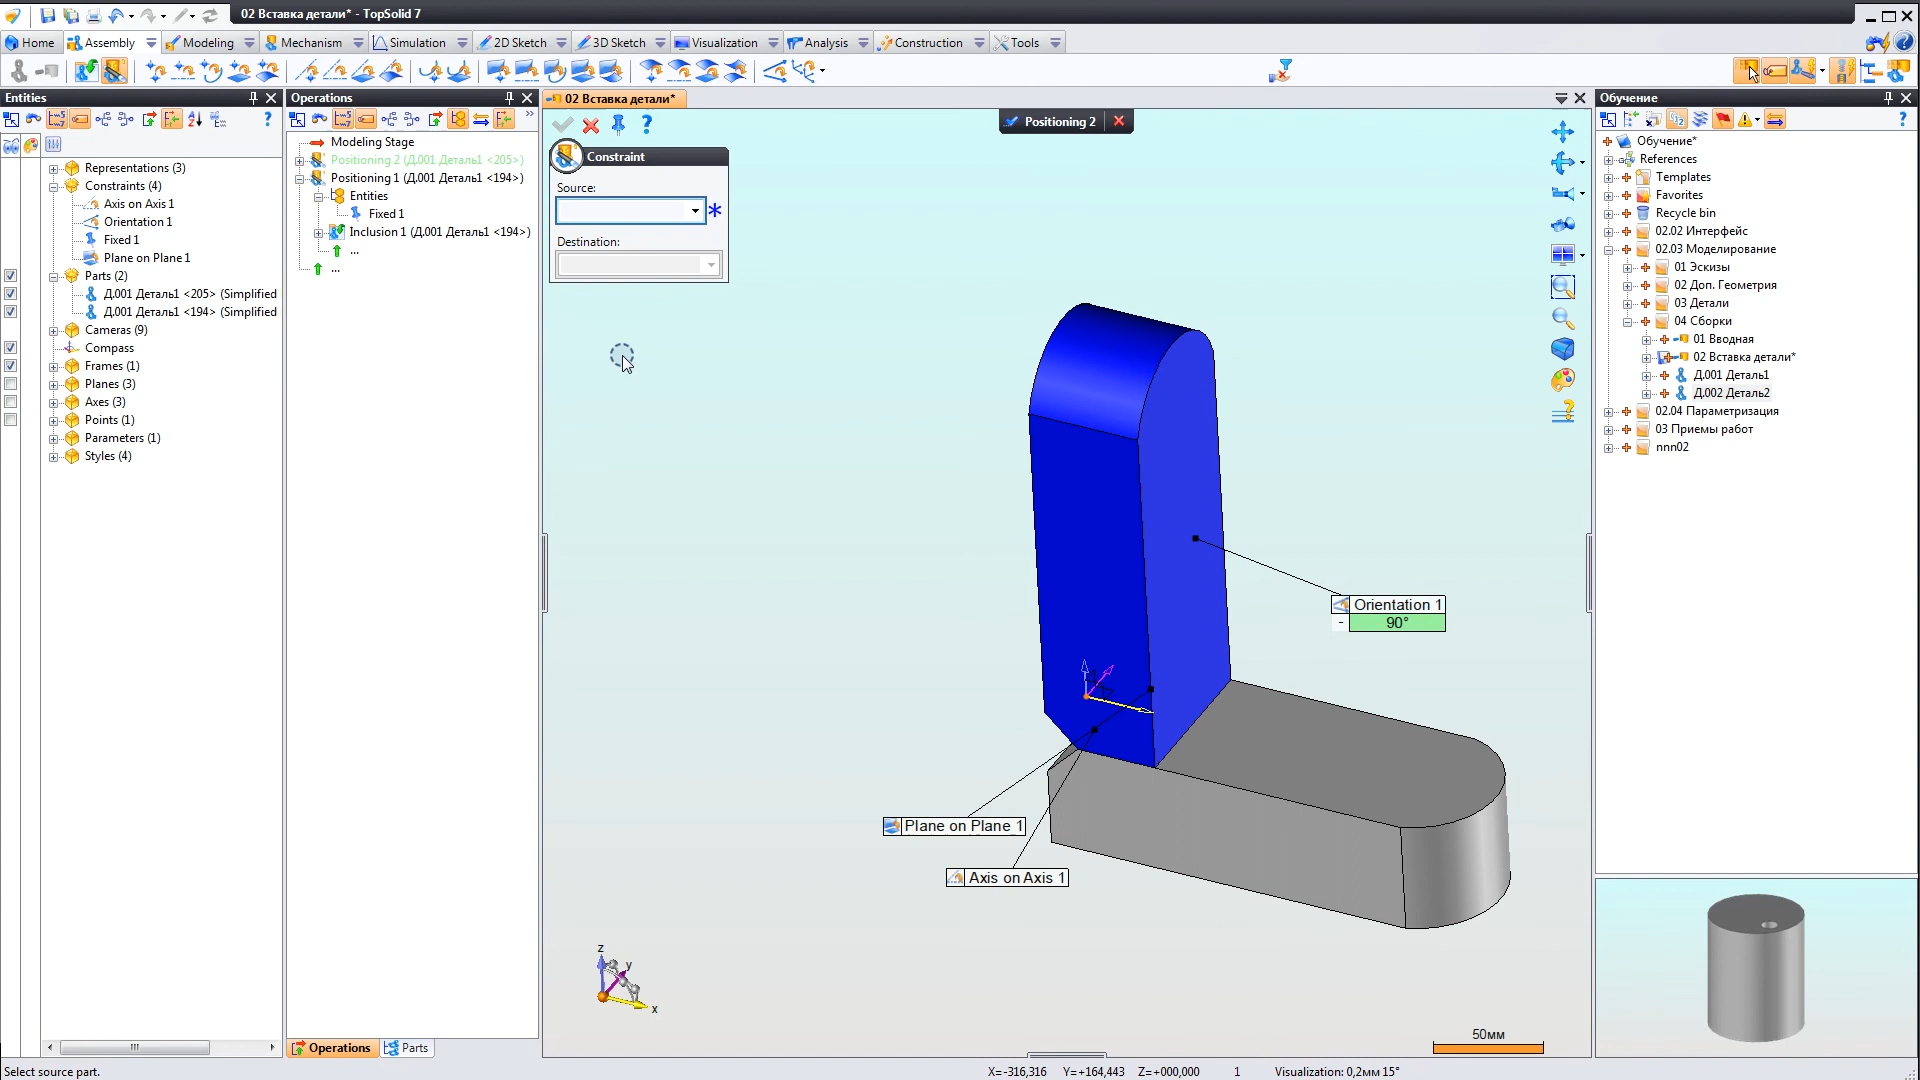 02 Вставка детали* - TopSolid 7
Home
Assembly
Modeling
Mechanism
Simulation
2D Sketch
3D Sketch
Visualization
Analysis
Construction
Tools
Entities
Representations (3)
Constraints (4)
Axis on Axis 1
Orientation 1
Fixed 1
Plane on Plane 1
Parts (2)
Д.001 Деталь1 <205> (Simplified
Д.001 Деталь1 <194> (Simplified
Cameras (9)
Compass
Frames (1)
Planes (3)
Axes (3)
Points (1)
Parameters (1)
Styles (4)
Operations
Modeling Stage
Positioning 2 (Д.001 Деталь1 <205>)
Positioning 1 (Д.001 Деталь1 <194>)
Entities
Fixed 1
Inclusion 1 (Д.001 Деталь1 <194>)
...
...
Operations
Parts
02 Вставка детали*
Constraint
Source:
Destination:
Positioning 2
Orientation 1
- 90°
Plane on Plane 1
Axis on Axis 1
z
y
x
50мм
Обучение
Обучение*
References
Templates
Favorites
Recycle bin
02.02 Интерфейс
02.03 Моделирование
01 Эскизы
02 Доп. Геометрия
03 Детали
04 Сборки
01 Вводная
02 Вставка детали*
Д.001 Деталь1
Д.002 Деталь2
02.04 Параметризация
03 Приемы работ
nnn02
Select source part.
X=-316,316 Y=+164,443 Z=+000,000 1 Visualization: 0,2мм 15°